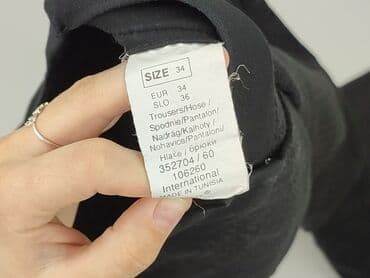 SIZE 34
EUR 34
SLO 36
Trousers/Hose/
Spodnie/Pantalon/
Nadrág/Kalhoty/
Nohavice/Pantaloni/
Hlače/брюки
352704/60
106260
International
MADE IN TUNISIA